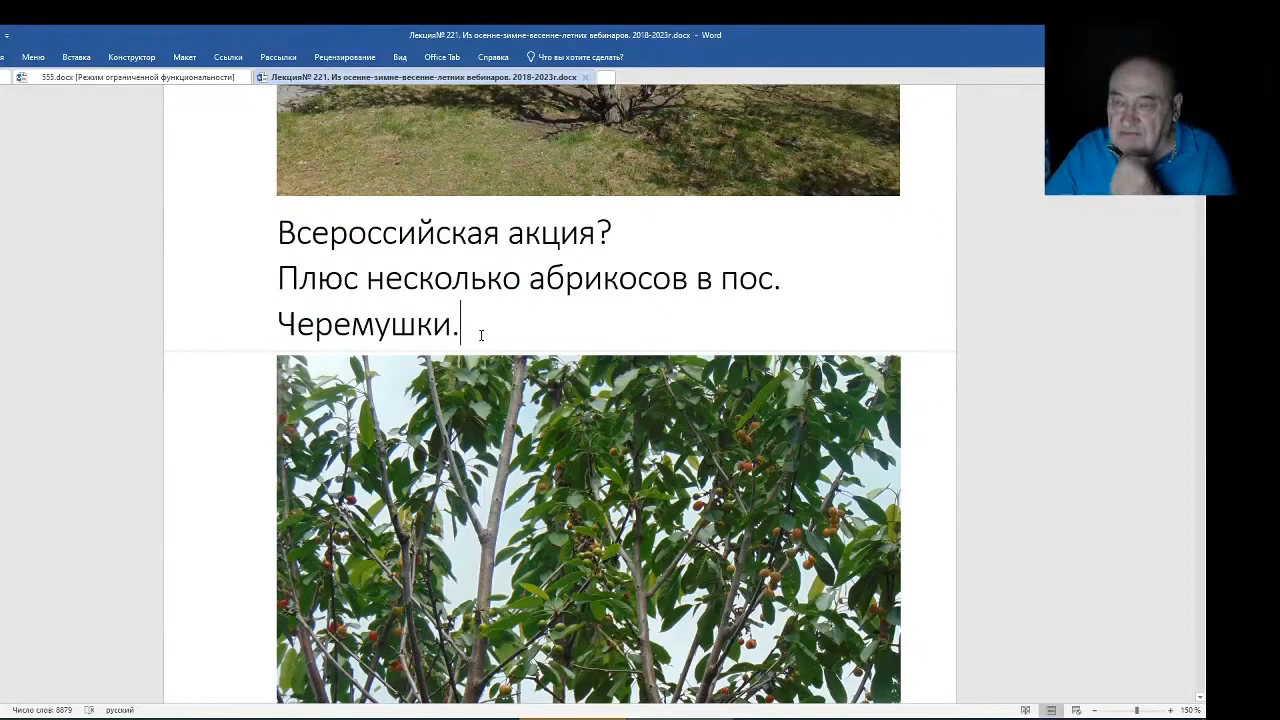 Лекция№ 221. Из осенне-зимне-весенне-летних вебинаров. 2018-2023г.docx - Word
Меню Вставка Конструктор Макет Ссылки Рассылки Рецензирование Вид Office Tab Справка Что вы хотите сделать?
555.docx [Режим ограниченной функциональности] Лекция№ 221. Из осенне-зимне-весенне-летних вебинаров. 2018-2023г.docx
Всероссийская акция?
Плюс несколько абрикосов в пос.
Черемушки.
Число слов: 8879 русский 150 %